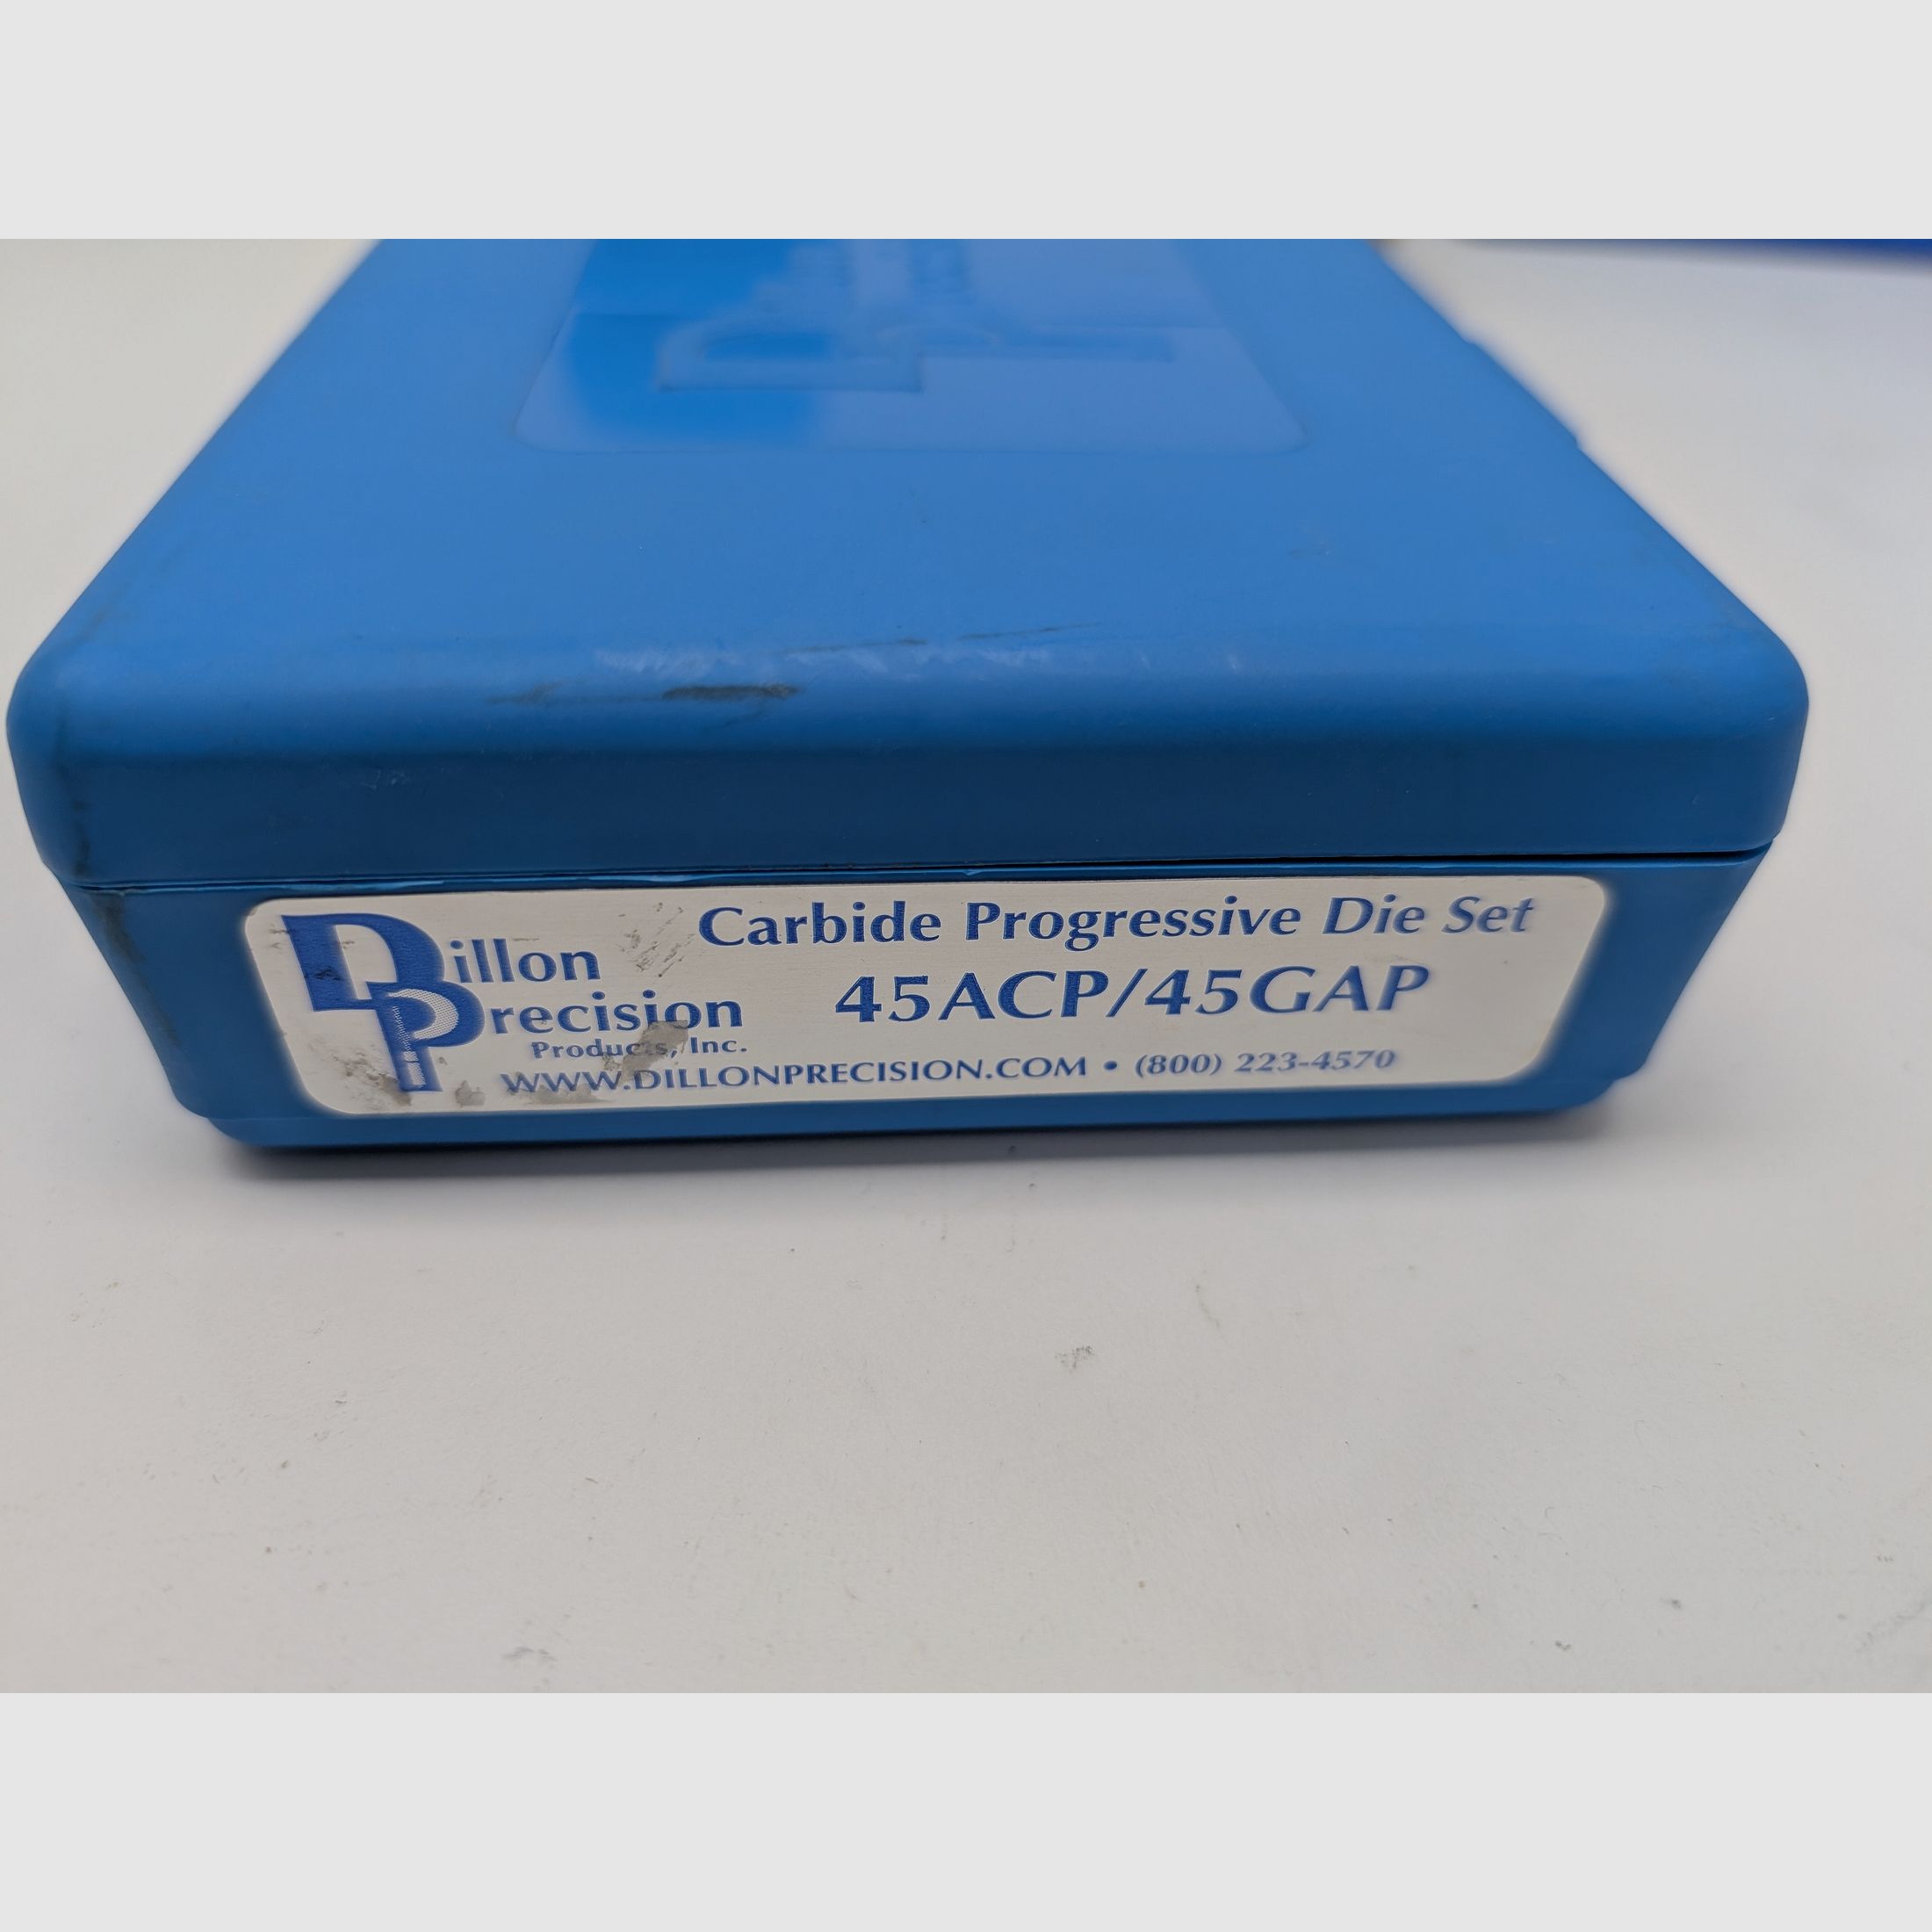 Dillon
Precision
Products, Inc.
Carbide Progressive Die Set
45ACP/45GAP
WWW.DILLONPRECISION.COM • (800) 223-4570